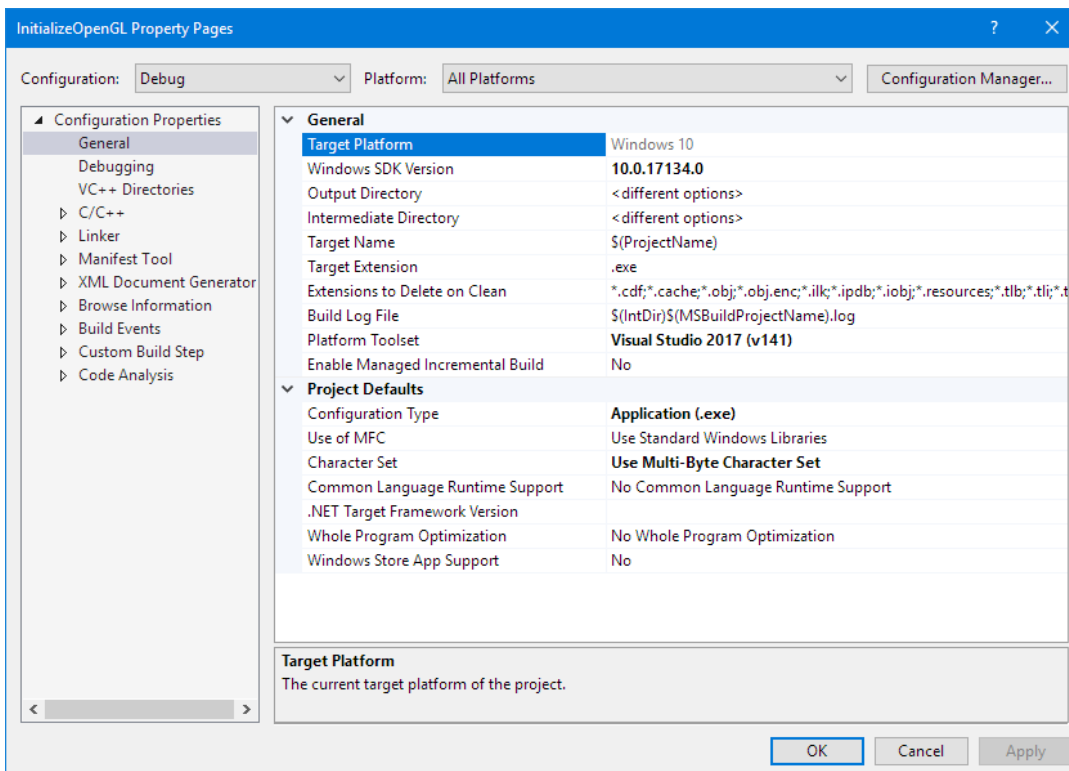 InitializeOpenGL Property Pages ?
Configuration: Debug Platform: All Platforms Configuration Manager...
Configuration Properties
General
Debugging
VC++ Directories
C/C++
Linker
Manifest Tool
XML Document Generator
Browse Information
Build Events
Custom Build Step
Code Analysis
General
Target Platform Windows 10
Windows SDK Version 10.0.17134.0
Output Directory <different options>
Intermediate Directory <different options>
Target Name $(ProjectName)
Target Extension .exe
Extensions to Delete on Clean *.cdf;*.cache;*.obj;*.obj.enc;*.ilk;*.ipdb;*.iobj;*.resources;*.tlb;*.tli;*.t
Build Log File $(IntDir)$(MSBuildProjectName).log
Platform Toolset Visual Studio 2017 (v141)
Enable Managed Incremental Build No
Project Defaults
Configuration Type Application (.exe)
Use of MFC Use Standard Windows Libraries
Character Set Use Multi-Byte Character Set
Common Language Runtime Support No Common Language Runtime Support
.NET Target Framework Version
Whole Program Optimization No Whole Program Optimization
Windows Store App Support No
Target Platform
The current target platform of the project.
OK Cancel Apply